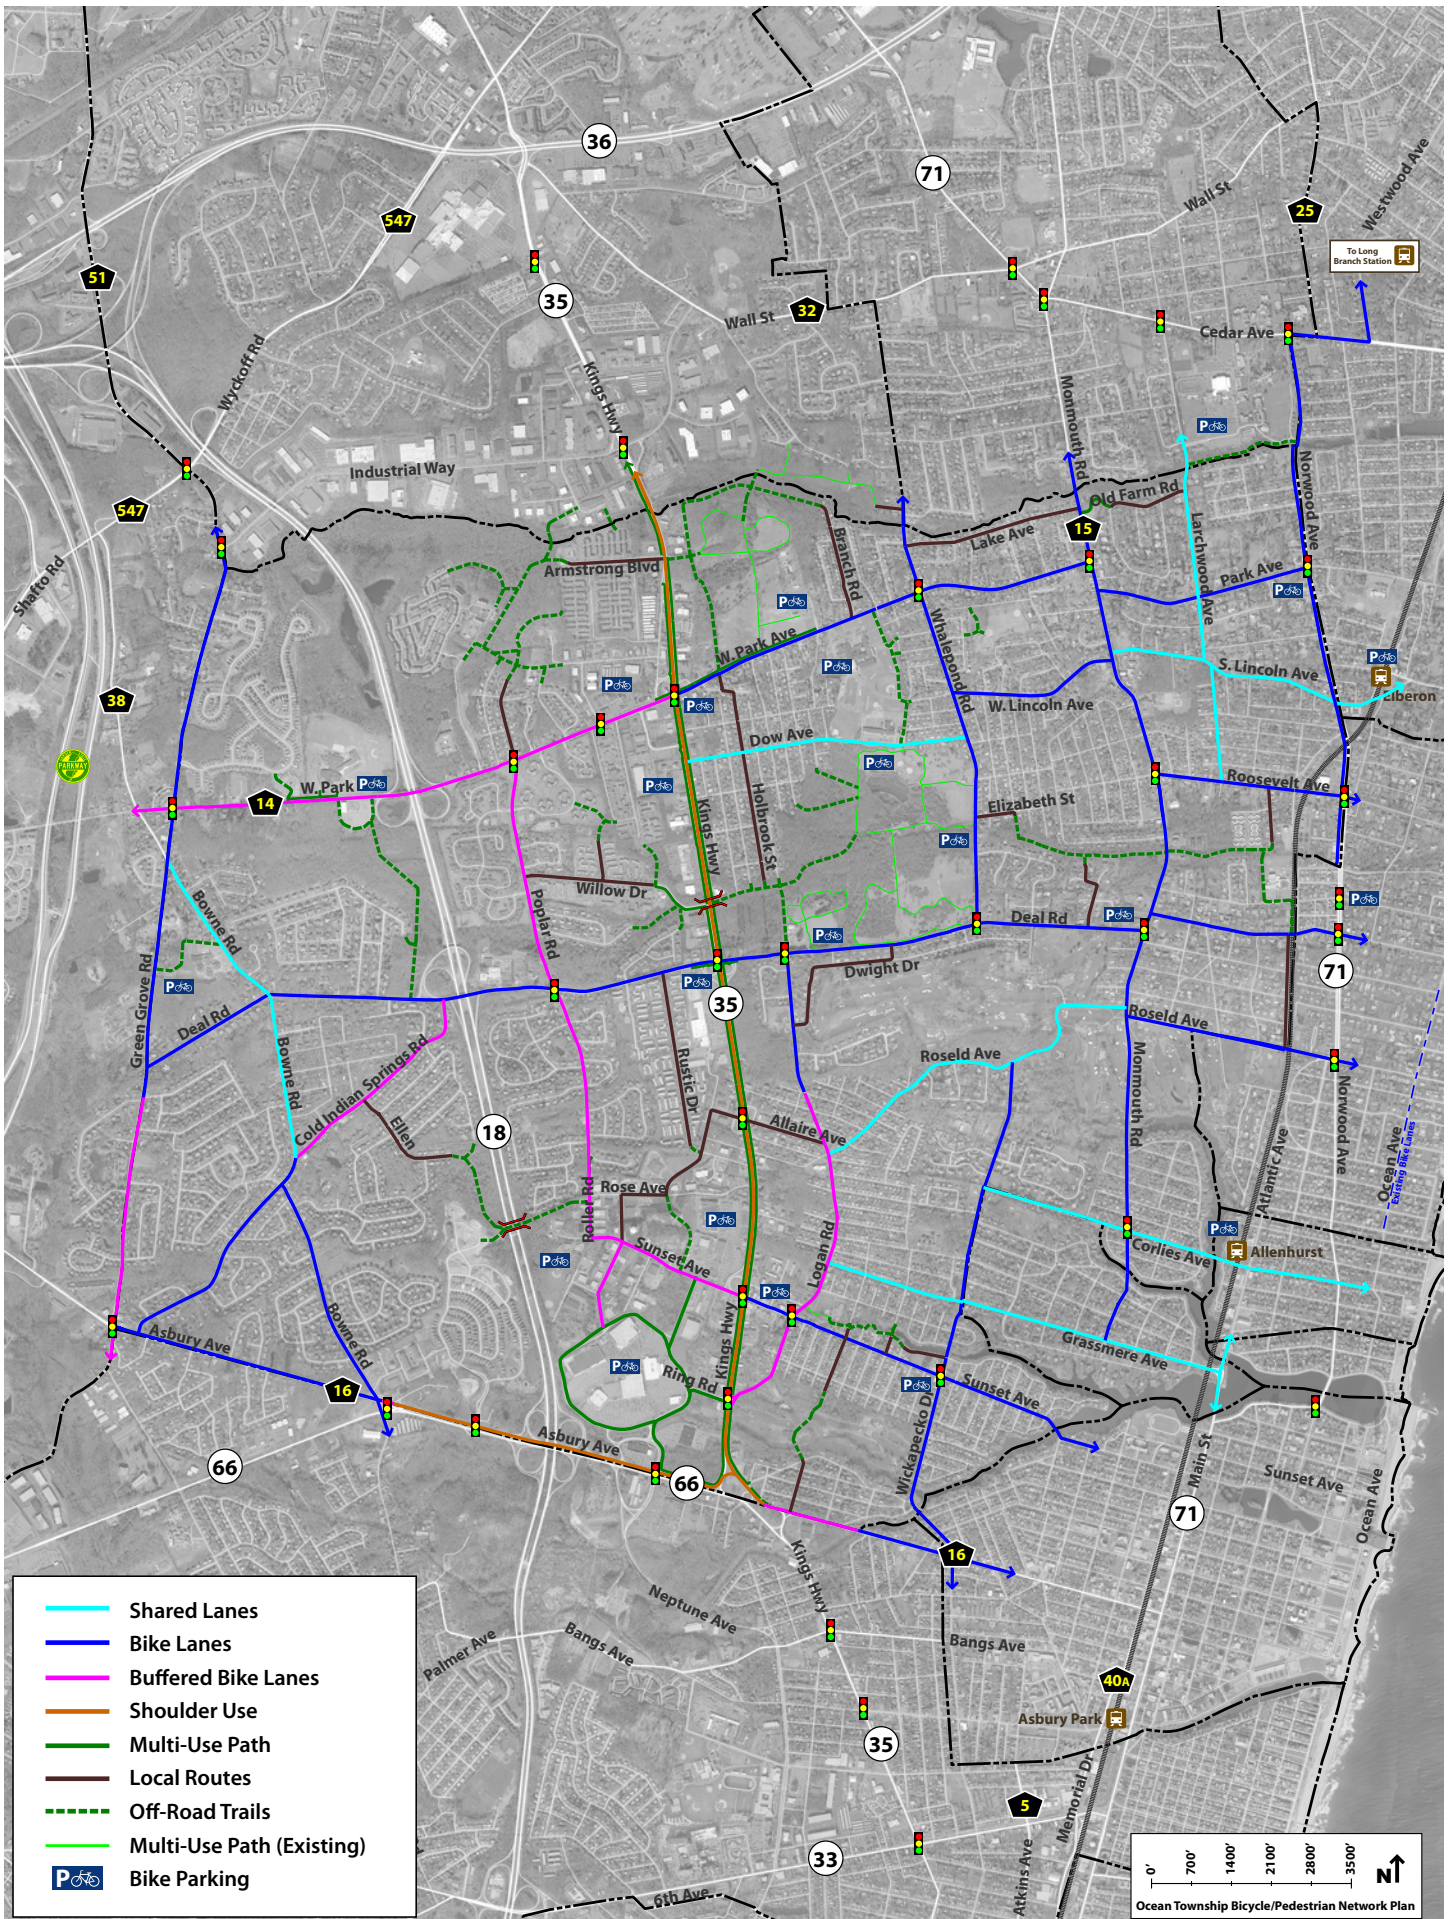 36
71
Westwood Ave
Wall St
547
25
To Long
Branch Station
51
35
32
Wall St
Cedar Ave
Wyckoff Rd
Kings Hwy
Monmouth Rd
Industrial Way
Norwood Ave
547
Old Farm Rd
15
Larchwood Ave
Lake Ave
Branch Rd
Shafto Rd
Armstrong Blvd
Park Ave
W. Park Ave
Whalepond Rd
S. Lincoln Ave
Elberon
38
W. Lincoln Ave
Dow Ave
PARKWAY
W. Park
14
Roosevelt Ave
Kings Hwy
Holbrook St
Elizabeth St
Willow Dr
Poplar Rd
Bowne Rd
Deal Rd
Dwight Dr
71
Green Grove Rd
35
Deal Rd
Roseld Ave
Bowne Rd
Cold Indian Springs Rd
Roseld Ave
Rustic Dr
Monmouth Rd
Norwood Ave
Ellen
18
Allaire Ave
Atlantic Ave
Ocean Ave
Existing Bike Lanes
Rose Ave
Roller Rd
Logan Rd
Sunset Ave
Corlies Ave
Allenhurst
Asbury Ave
Bowne Rd
Kings Hwy
Grassmere Ave
Ring Rd
16
Sunset Ave
Wickapecko Dr
Asbury Ave
66
66
Main St
Sunset Ave
Ocean Ave
71
16
Kings Hwy
Neptune Ave
Palmer Ave
Bangs Ave
Bangs Ave
40A
Asbury Park
35
Memorial Dr
5
33
Atkins Ave
6th Ave
Shared Lanes
Bike Lanes
Buffered Bike Lanes
Shoulder Use
Multi-Use Path
Local Routes
Off-Road Trails
Multi-Use Path (Existing)
P Bike Parking
0'
700'
1400'
2100'
2800'
3500'
N
Ocean Township Bicycle/Pedestrian Network Plan